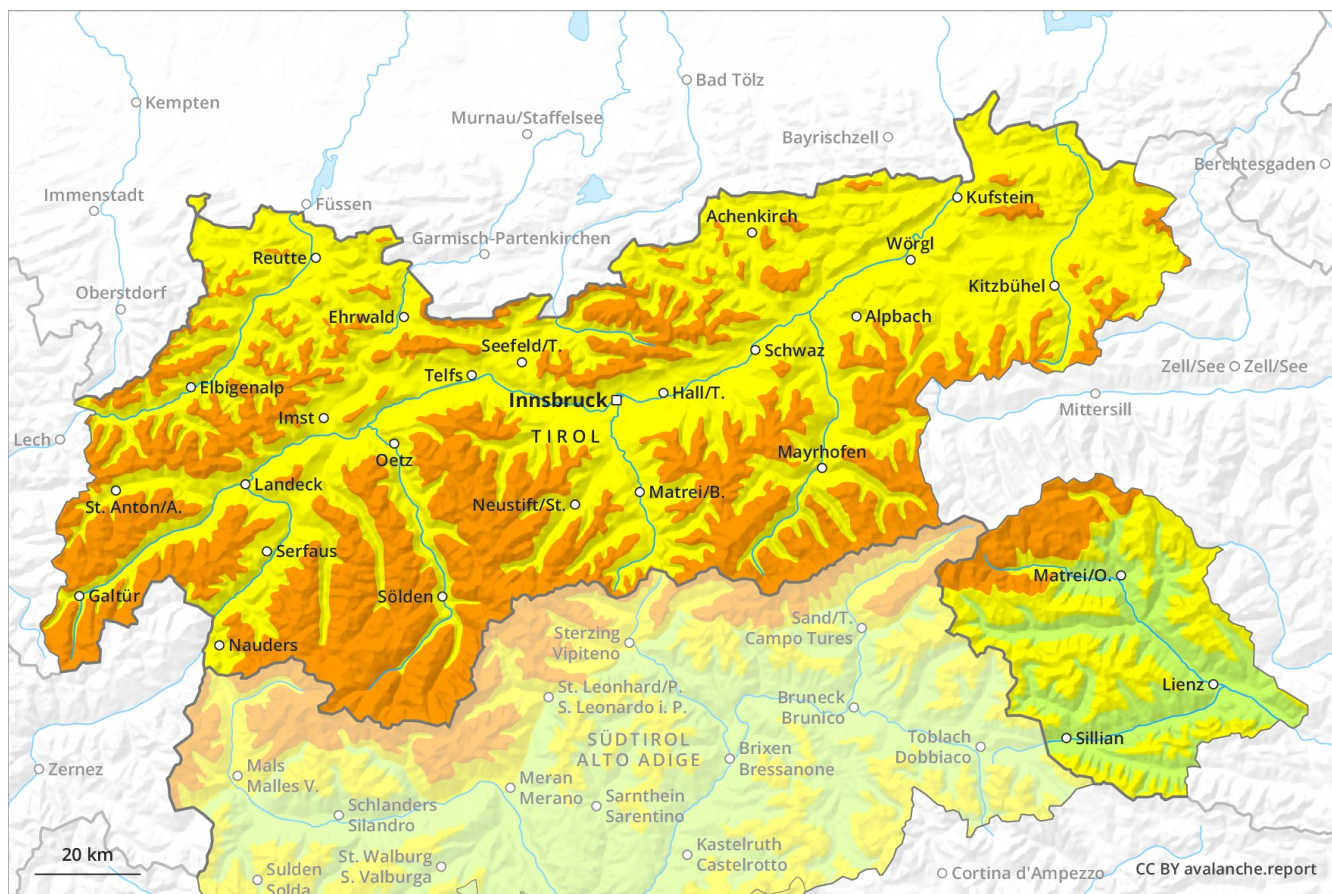 Kempten
Bad Tölz
Murnau/Staffelsee
Bayrischzell
Berchtesgaden
Immenstadt
Füssen
Kufstein
Achenkirch
Garmisch-Partenkirchen
Wörgl
Reutte
Kitzbühel
Oberstdorf
Ehrwald
Alpbach
Seefeld/T.
Schwaz
Telfs
Zell/See
Zell/See
Elbigenalp
Hall/T.
Innsbruck
Mittersill
Imst
Lech
TIROL
Oetz
Mayrhofen
Landeck
Matrei/B.
St. Anton/A.
Neustift/St.
Serfaus
Matrei/O.
Galtür
Sölden
Sand/T.
Campo Tures
Sterzing
Vipiteno
Nauders
Lienz
St. Leonhard/P.
S. Leonardo i. P.
Bruneck
Brunico
SÜDTIROL
ALTO ADIGE
Sillian
Toblach
Dobbiaco
Brixen
Bressanone
Zernez
Mals
Malles V.
Meran
Merano
Sarnthein
Sarentino
Schlanders
Silandro
Kastelruth
Castelrotto
20 km
St. Walburg
S. Valburga
Sulden
Solda
Cortina d'Ampezzo
CC BY avalanche.report